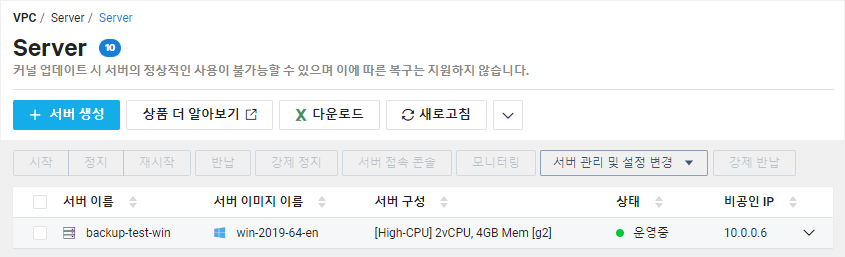 VPC / Server / Server
Server 10
커널 업데이트 시 서버의 정상적인 사용이 불가능할 수 있으며 이에 따른 복구는 지원하지 않습니다.
+ 서버 생성 상품 더 알아보기 다운로드 새로고침
시작 정지 재시작 반납 강제 정지 서버 접속 콘솔 모니터링 서버 관리 및 설정 변경 강제 반납
서버 이름 서버 이미지 이름 서버 구성 상태 비공인 IP
backup-test-win win-2019-64-en [High-CPU] 2vCPU, 4GB Mem [g2] 운영중 10.0.0.6